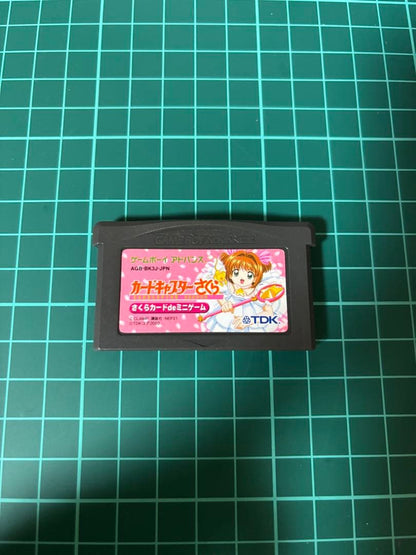 ゲームボーイ アドバンス
AGB-BK3J-JPN
カードキャプターさくら
さくらカードdeミニゲーム
TDK